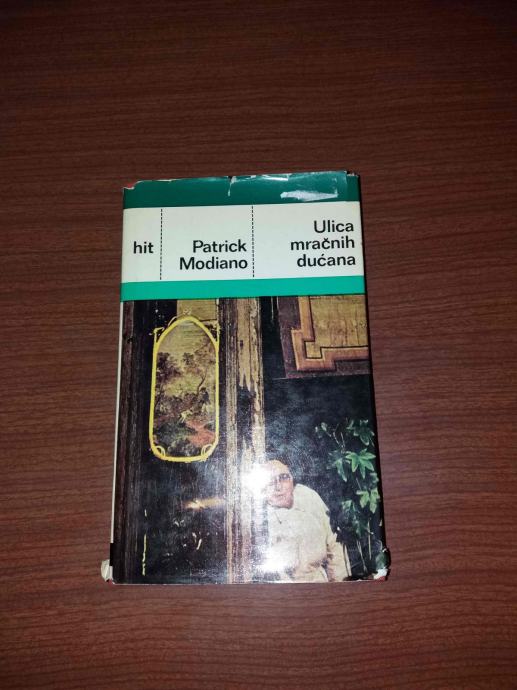 hit
Patrick
Modiano
Ulica
mračnih
dućana